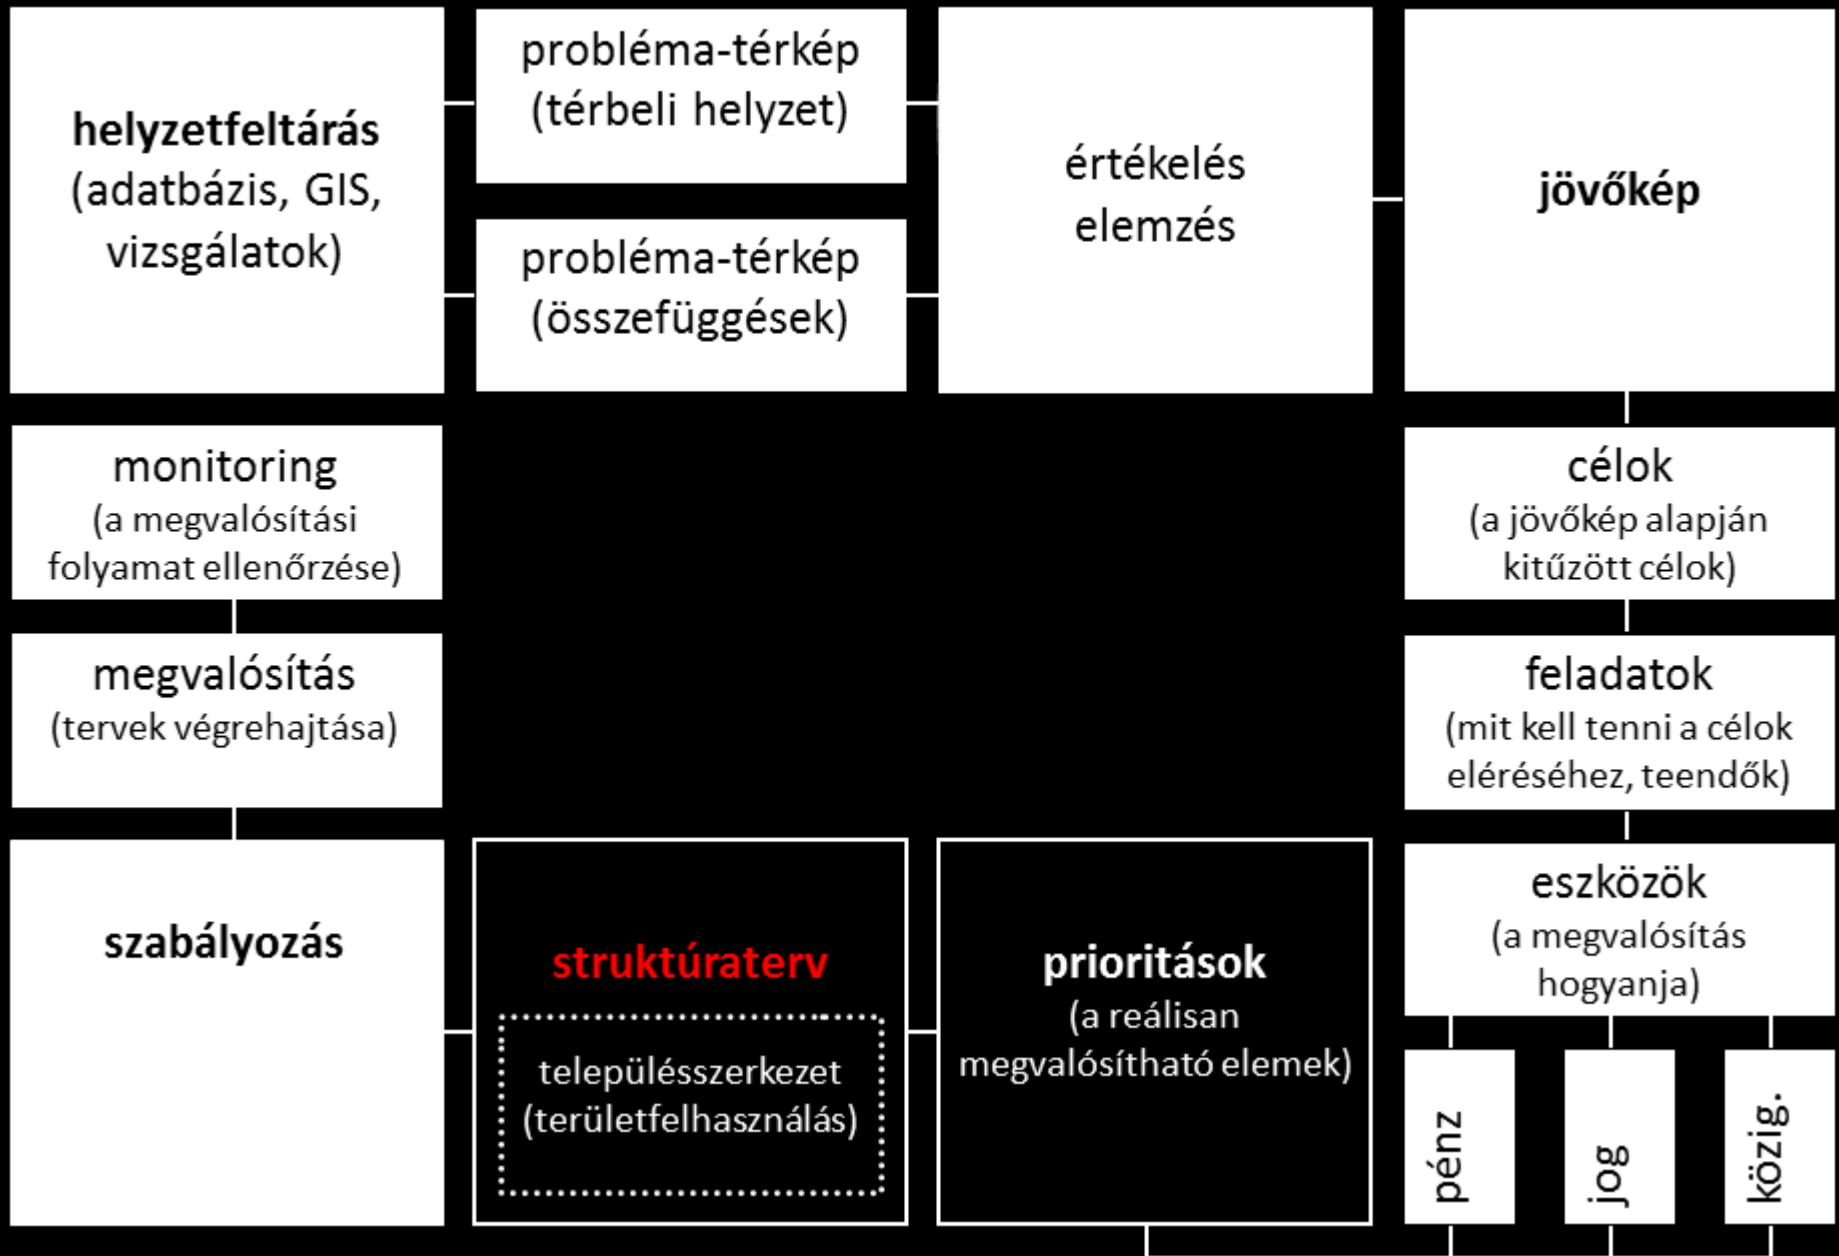 helyzetfeltárás
(adatbázis, GIS,
vizsgálatok)
probléma-térkép
(térbeli helyzet)
probléma-térkép
(összefüggések)
értékelés
elemzés
jövőkép
célok
(a jövőkép alapján
kitűzött célok)
feladatok
(mit kell tenni a célok
eléréséhez, teendők)
eszközök
(a megvalósítás
hogyanja)
pénz
jog
közig.
prioritások
(a reálisan
megvalósítható elemek)
struktúraterv
településszerkezet
(területfelhasználás)
szabályozás
megvalósítás
(tervek végrehajtása)
monitoring
(a megvalósítási
folyamat ellenőrzése)